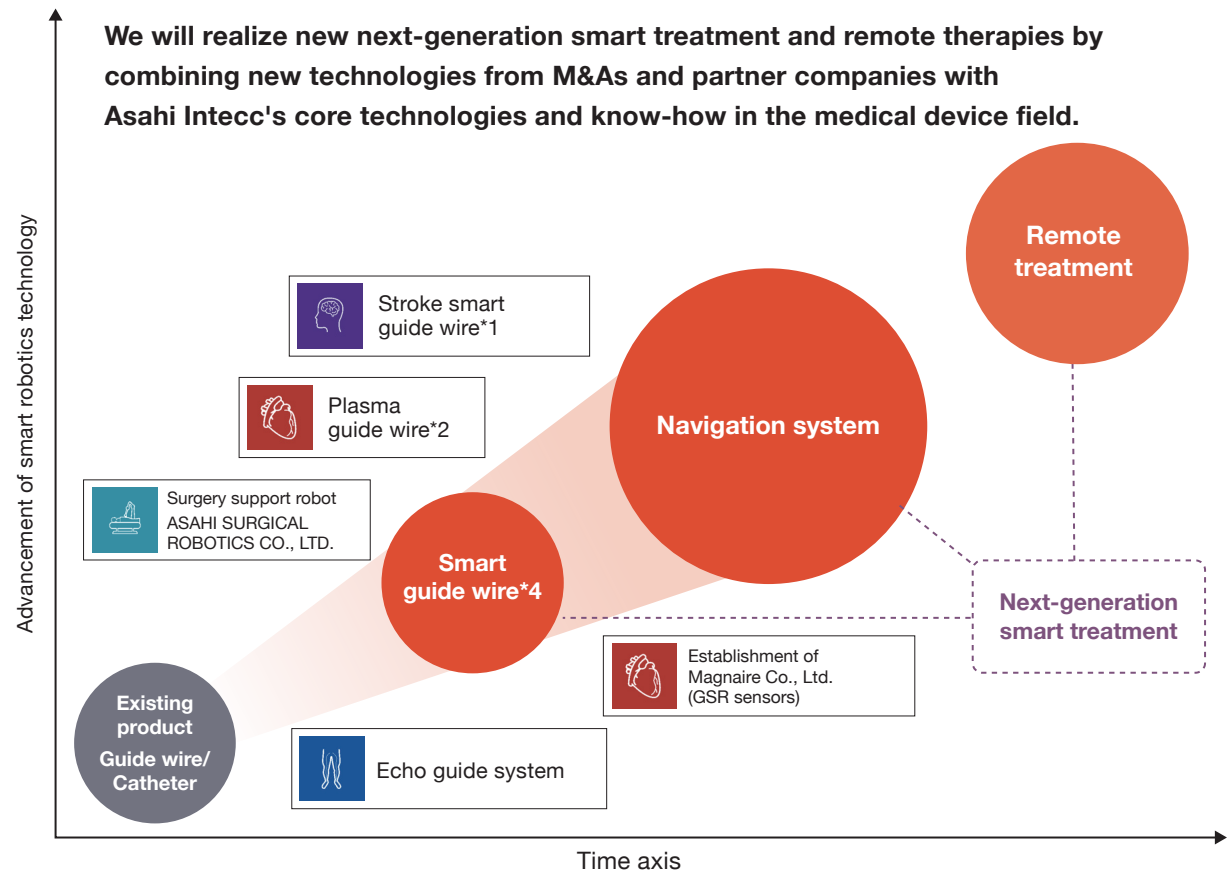 We will realize new next-generation smart treatment and remote therapies by
combining new technologies from M&As and partner companies with
Asahi Intecc's core technologies and know-how in the medical device field.
Advancement of smart robotics technology
Remote
treatment
Stroke smart
guide wire*1
Plasma
guide wire*2
Navigation system
Surgery support robot
ASAHI SURGICAL
ROBOTICS CO., LTD.
Smart
guide wire*4
Next-generation
smart treatment
Establishment of
Magnaire Co., Ltd.
(GSR sensors)
Existing
product
Guide wire/
Catheter
Echo guide system
Time axis